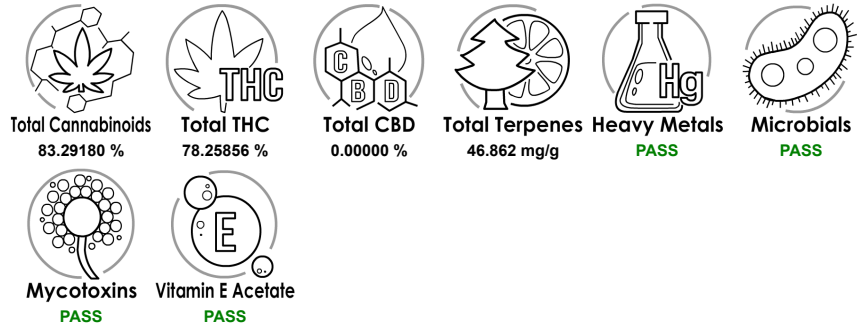 THC
C
B
D
Hg
Total Cannabinoids
Total THC
Total CBD
Total Terpenes
Heavy Metals
Microbials
83.29180 %
78.25856 %
0.00000 %
46.862 mg/g
PASS
PASS
E
Mycotoxins
Vitamin E Acetate
PASS
PASS